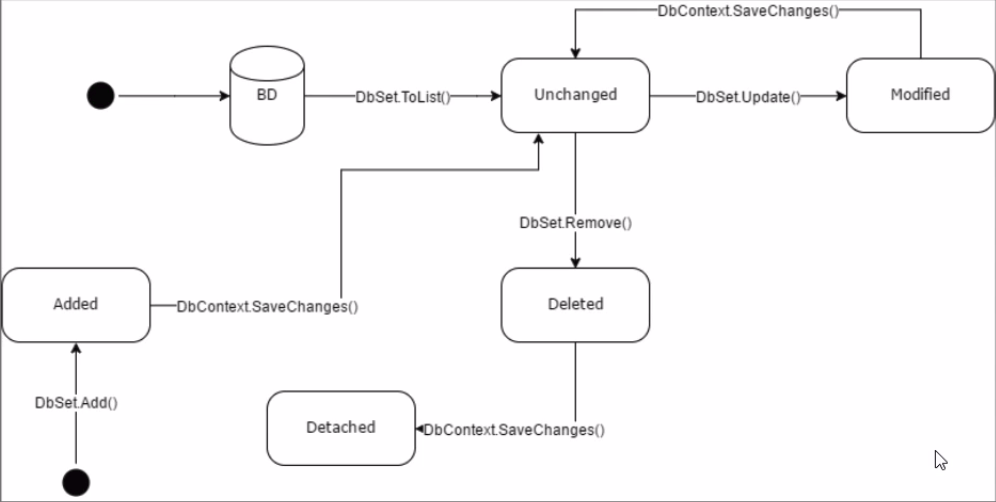 DbContext.SaveChanges()
BD
DbSet.ToList()
Unchanged
DbSet.Update()
Modified
DbSet.Remove()
Added
DbContext.SaveChanges()
Deleted
DbSet.Add()
Detached
DbContext.SaveChanges()